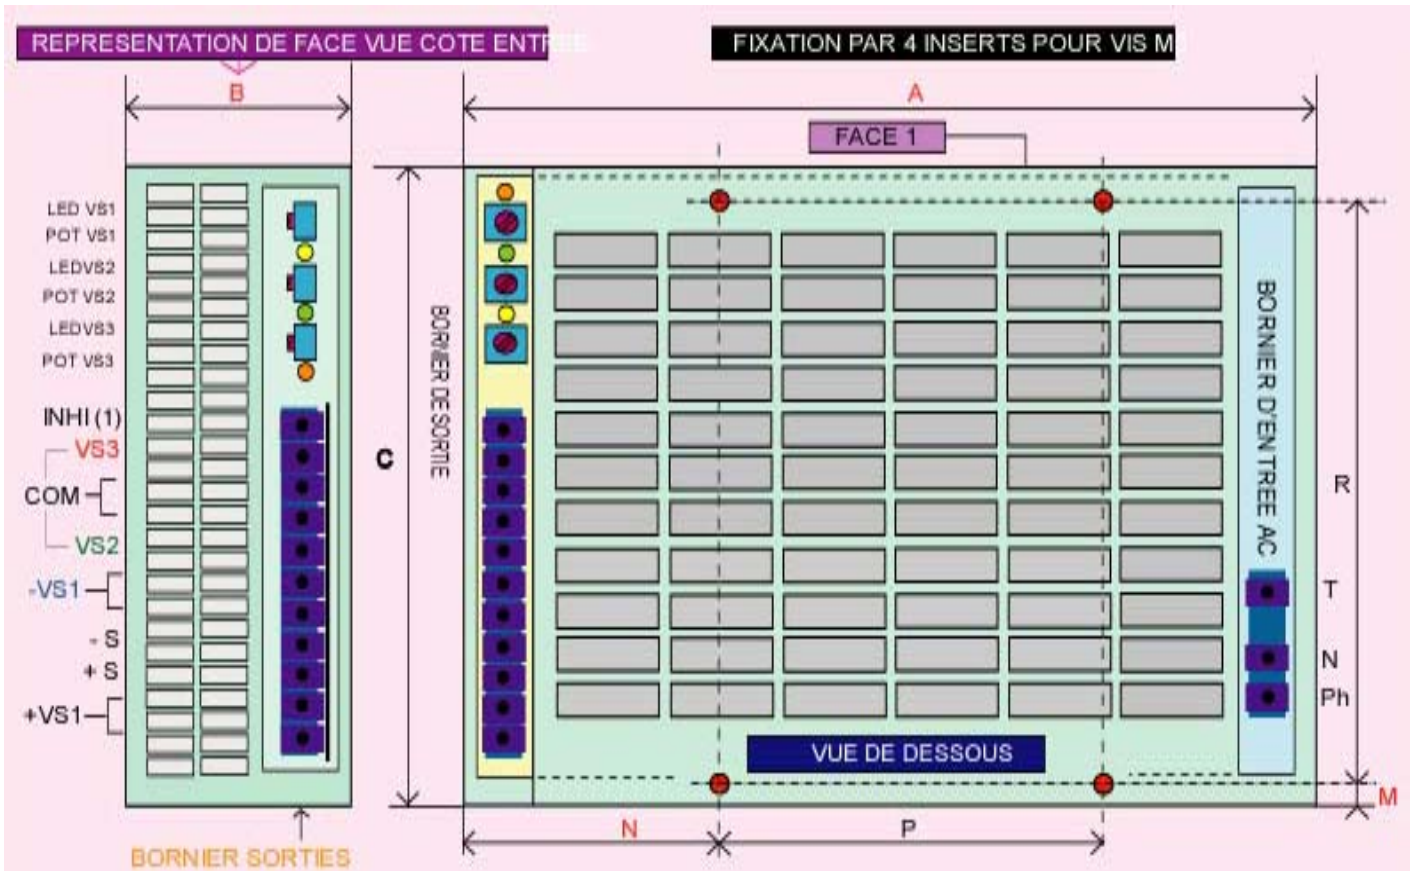 REPRESENTATION DE FACE VUE COTE ENTREE
FIXATION PAR 4 INSERTS POUR VIS M
B
A
FACE 1
LED VS1
POT VS1
LEDVS2
POT VS2
LEDVS3
POT VS3
INHI (1)
VS3
COM
VS2
-VS1
- S
+ S
+VS1
C
BORNIER DE SORTIE
BORNIER D'ENTREE AC
R
T
N
Ph
VUE DE DESSOUS
M
N
P
BORNIER SORTIES